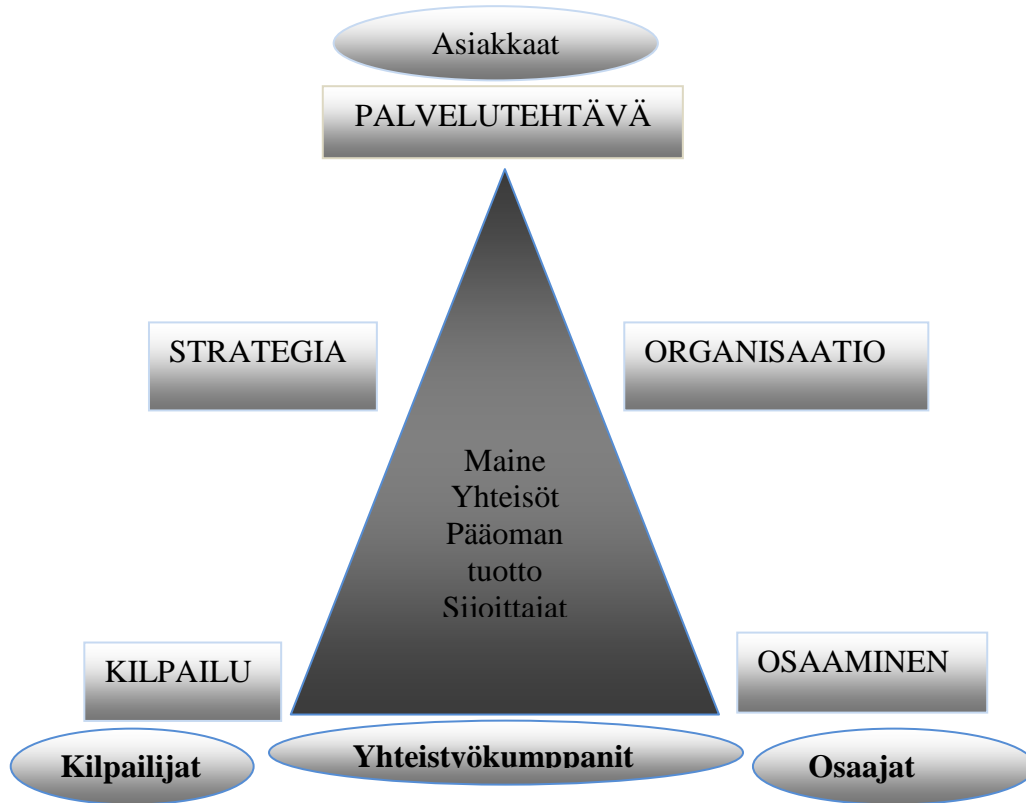 Asiakkaat
PALVELUTEHTÄVÄ
STRATEGIA
ORGANISAATIO
Maine
Yhteisöt
Pääoman
tuotto
Sijoittajat
KILPAILU
OSAAMINEN
Kilpailijat
Yhteistyökumppanit
Osaajat